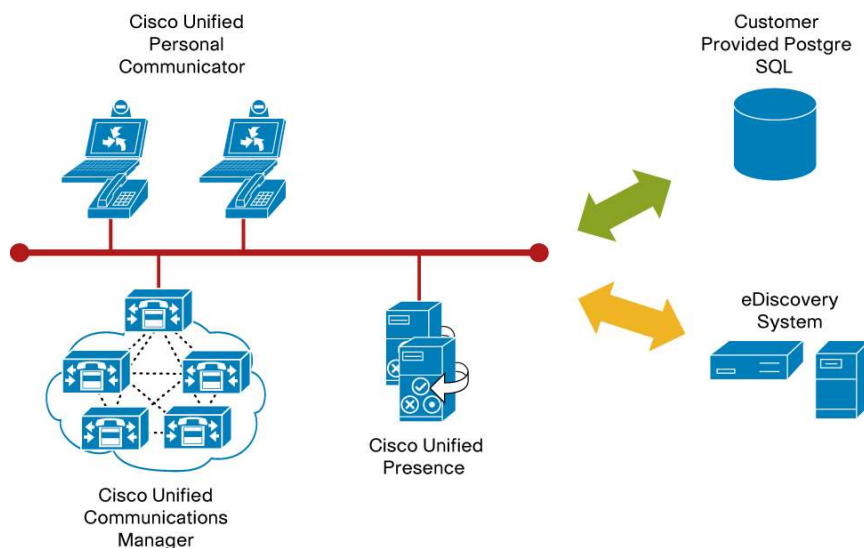 Cisco Unified
Personal
Communicator
Customer
Provided Postgre
SQL
eDiscovery
System
Cisco Unified
Presence
Cisco Unified
Communications
Manager